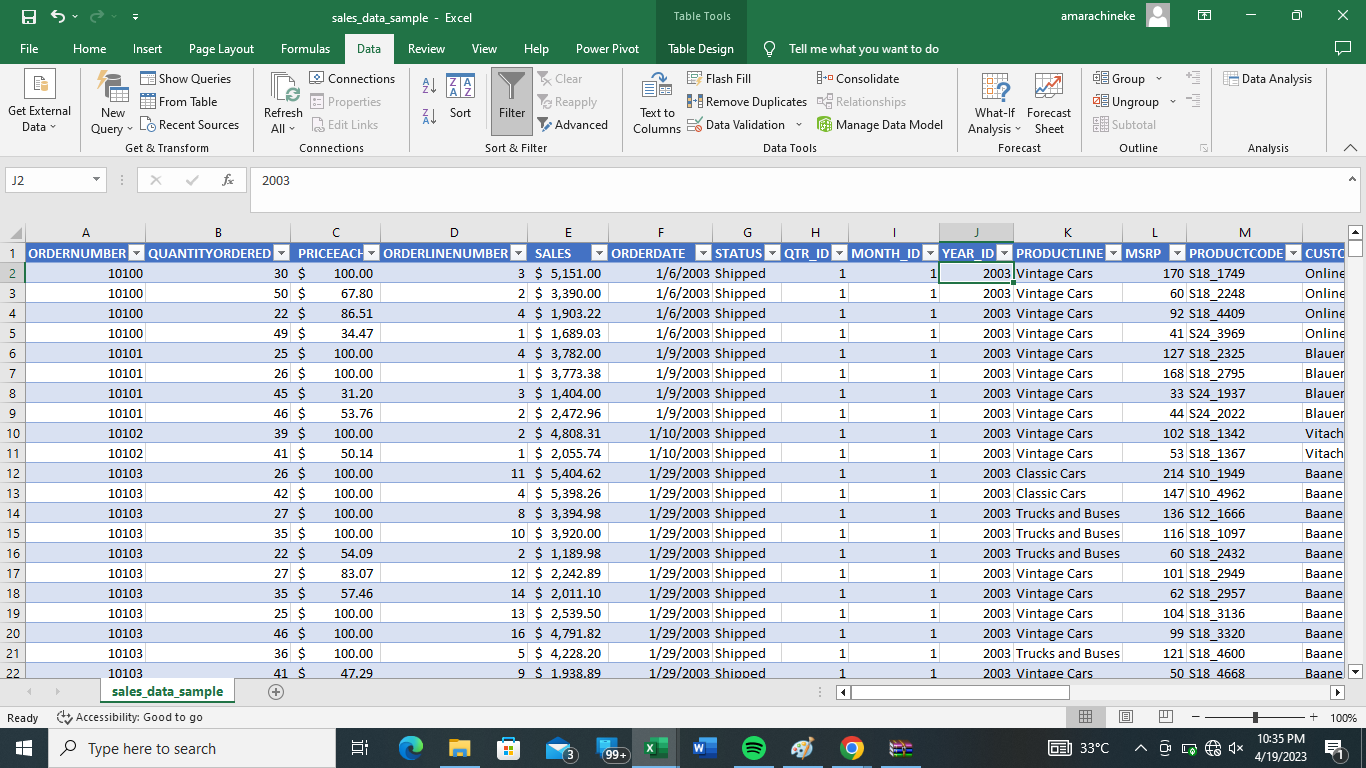 sales_data_sample - Excel
Table Tools
amarachineke
File Home Insert Page Layout Formulas Data Review View Help Power Pivot Table Design Tell me what you want to do
Get External Data
New Query
Show Queries
From Table
Recent Sources
Get & Transform
Refresh All
Connections
Properties
Edit Links
Connections
Sort
Filter
Clear
Reapply
Advanced
Sort & Filter
Text to Columns
Flash Fill
Remove Duplicates
Data Validation
Consolidate
Relationships
Manage Data Model
Data Tools
What-If Analysis
Forecast Sheet
Forecast
Group
Ungroup
Subtotal
Outline
Data Analysis
Analysis
J2 fx 2003
A B C D E F G H I J K L M
1 ORDERNUMBER QUANTITYORDERED PRICEEACH ORDERLINENUMBER SALES ORDERDATE STATUS QTR_ID MONTH_ID YEAR_ID PRODUCTLINE MSRP PRODUCTCODE CUSTC
2 10100 30 $ 100.00 3 $ 5,151.00 1/6/2003 Shipped 1 1 2003 Vintage Cars 170 S18_1749 Online
3 10100 50 $ 67.80 2 $ 3,390.00 1/6/2003 Shipped 1 1 2003 Vintage Cars 60 S18_2248 Online
4 10100 22 $ 86.51 4 $ 1,903.22 1/6/2003 Shipped 1 1 2003 Vintage Cars 92 S18_4409 Online
5 10100 49 $ 34.47 1 $ 1,689.03 1/6/2003 Shipped 1 1 2003 Vintage Cars 41 S24_3969 Online
6 10101 25 $ 100.00 4 $ 3,782.00 1/9/2003 Shipped 1 1 2003 Vintage Cars 127 S18_2325 Blauer
7 10101 26 $ 100.00 1 $ 3,773.38 1/9/2003 Shipped 1 1 2003 Vintage Cars 168 S18_2795 Blauer
8 10101 45 $ 31.20 3 $ 1,404.00 1/9/2003 Shipped 1 1 2003 Vintage Cars 33 S24_1937 Blauer
9 10101 46 $ 53.76 2 $ 2,472.96 1/9/2003 Shipped 1 1 2003 Vintage Cars 44 S24_2022 Blauer
10 10102 39 $ 100.00 2 $ 4,808.31 1/10/2003 Shipped 1 1 2003 Vintage Cars 102 S18_1342 Vitach
11 10102 41 $ 50.14 1 $ 2,055.74 1/10/2003 Shipped 1 1 2003 Vintage Cars 53 S18_1367 Vitach
12 10103 26 $ 100.00 11 $ 5,404.62 1/29/2003 Shipped 1 1 2003 Classic Cars 214 S10_1949 Baane
13 10103 42 $ 100.00 4 $ 5,398.26 1/29/2003 Shipped 1 1 2003 Classic Cars 147 S10_4962 Baane
14 10103 27 $ 100.00 8 $ 3,394.98 1/29/2003 Shipped 1 1 2003 Trucks and Buses 136 S12_1666 Baane
15 10103 35 $ 100.00 10 $ 3,920.00 1/29/2003 Shipped 1 1 2003 Trucks and Buses 116 S18_1097 Baane
16 10103 22 $ 54.09 2 $ 1,189.98 1/29/2003 Shipped 1 1 2003 Trucks and Buses 60 S18_2432 Baane
17 10103 27 $ 83.07 12 $ 2,242.89 1/29/2003 Shipped 1 1 2003 Vintage Cars 101 S18_2949 Baane
18 10103 35 $ 57.46 14 $ 2,011.10 1/29/2003 Shipped 1 1 2003 Vintage Cars 62 S18_2957 Baane
19 10103 25 $ 100.00 13 $ 2,539.50 1/29/2003 Shipped 1 1 2003 Vintage Cars 104 S18_3136 Baane
20 10103 46 $ 100.00 16 $ 4,791.82 1/29/2003 Shipped 1 1 2003 Vintage Cars 99 S18_3320 Baane
21 10103 36 $ 100.00 5 $ 4,228.20 1/29/2003 Shipped 1 1 2003 Trucks and Buses 121 S18_4600 Baane
22 10103 41 $ 47.29 9 $ 1,938.89 1/29/2003 Shipped 1 1 2003 Vintage Cars 50 S18_4668 Baane
sales_data_sample
Ready Accessibility: Good to go 100%
Type here to search 3 99+ 33°C 10:35 PM
4/19/2023 1